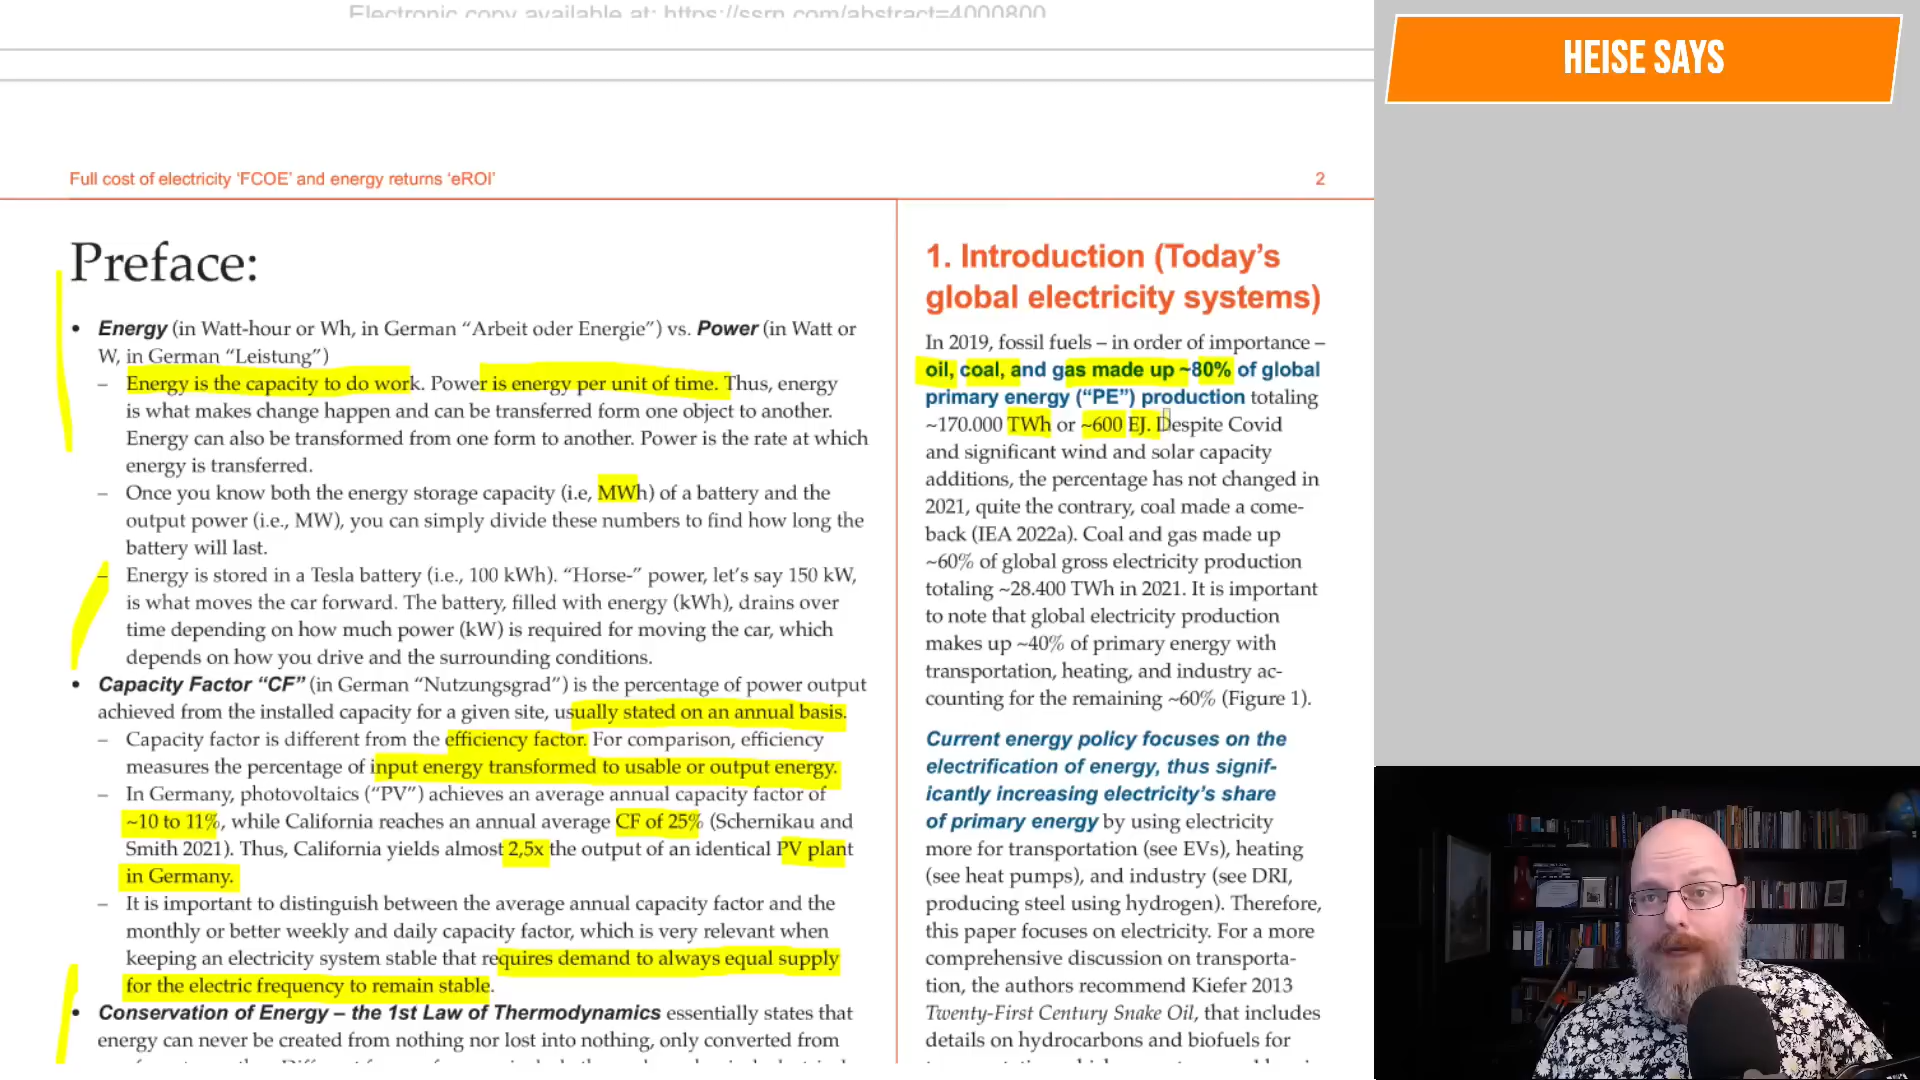 Electronic copy available at: https://ssrn.com/abstract=4000800
HEISE SAYS
Full cost of electricity ‘FCOE’ and energy returns ‘eROI’
2
Preface:
• Energy (in Watt-hour or Wh, in German “Arbeit oder Energie”) vs. Power (in Watt or
W, in German “Leistung”)
– Energy is the capacity to do work. Power is energy per unit of time. Thus, energy
is what makes change happen and can be transferred form one object to another.
Energy can also be transformed from one form to another. Power is the rate at which
energy is transferred.
– Once you know both the energy storage capacity (i.e, MWh) of a battery and the
output power (i.e., MW), you can simply divide these numbers to find how long the
battery will last.
– Energy is stored in a Tesla battery (i.e., 100 kWh). “Horse-” power, let’s say 150 kW,
is what moves the car forward. The battery, filled with energy (kWh), drains over
time depending on how much power (kW) is required for moving the car, which
depends on how you drive and the surrounding conditions.
• Capacity Factor “CF” (in German “Nutzungsgrad”) is the percentage of power output
achieved from the installed capacity for a given site, usually stated on an annual basis.
– Capacity factor is different from the efficiency factor. For comparison, efficiency
measures the percentage of input energy transformed to usable or output energy.
– In Germany, photovoltaics (“PV”) achieves an average annual capacity factor of
~10 to 11%, while California reaches an annual average CF of 25% (Schernikau and
Smith 2021). Thus, California yields almost 2,5x the output of an identical PV plant
in Germany.
– It is important to distinguish between the average annual capacity factor and the
monthly or better weekly and daily capacity factor, which is very relevant when
keeping an electricity system stable that requires demand to always equal supply
for the electric frequency to remain stable.
• Conservation of Energy – the 1st Law of Thermodynamics essentially states that
energy can never be created from nothing nor lost into nothing, only converted from
1. Introduction (Today’s
global electricity systems)
In 2019, fossil fuels – in order of importance –
oil, coal, and gas made up ~80% of global
primary energy (“PE”) production totaling
~170.000 TWh or ~600 EJ. Despite Covid
and significant wind and solar capacity
additions, the percentage has not changed in
2021, quite the contrary, coal made a come-
back (IEA 2022a). Coal and gas made up
~60% of global gross electricity production
totaling ~28.400 TWh in 2021. It is important
to note that global electricity production
makes up ~40% of primary energy with
transportation, heating, and industry ac-
counting for the remaining ~60% (Figure 1).
Current energy policy focuses on the
electrification of energy, thus signif-
icantly increasing electricity’s share
of primary energy by using electricity
more for transportation (see EVs), heating
(see heat pumps), and industry (see DRI,
producing steel using hydrogen). Therefore,
this paper focuses on electricity. For a more
comprehensive discussion on transporta-
tion, the authors recommend Kiefer 2013
Twenty-First Century Snake Oil, that includes
details on hydrocarbons and biofuels for